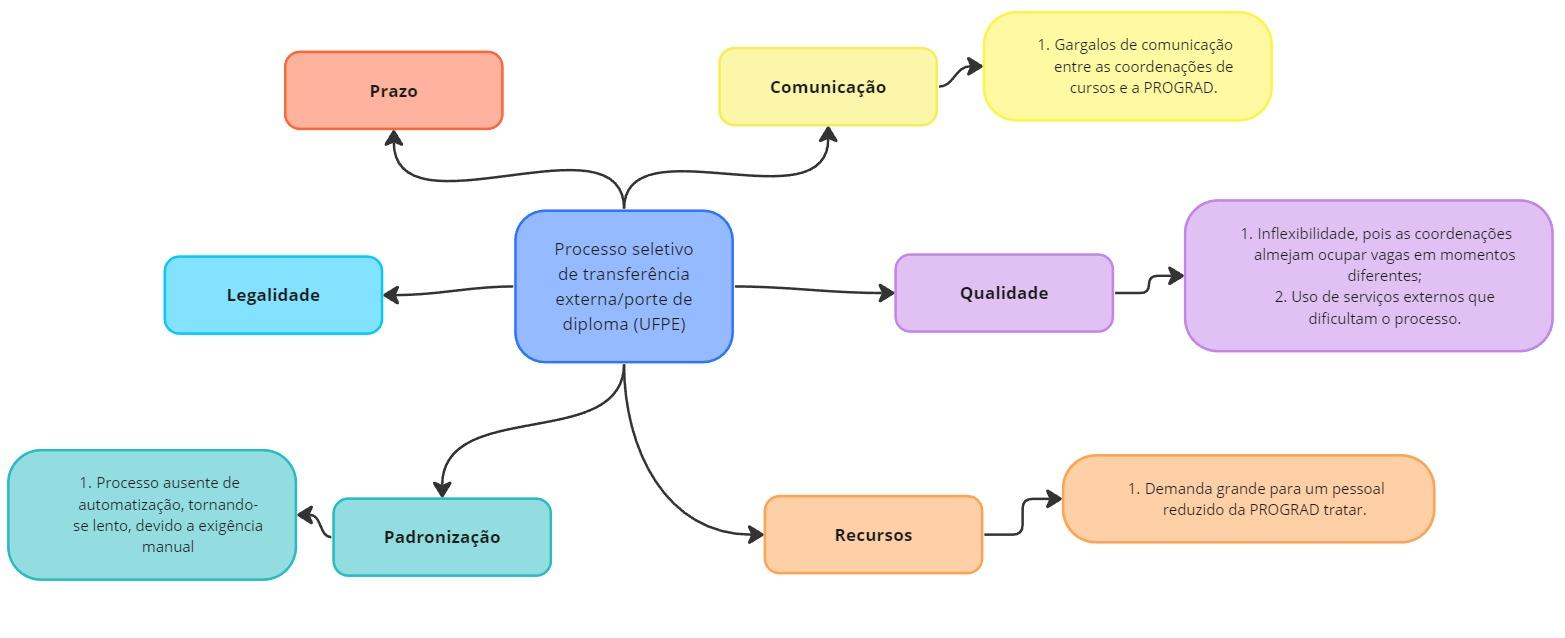 Prazo
Comunicação
1. Gargalos de comunicação
entre as coordenações de
cursos e a PROGRAD.
Legalidade
Processo seletivo
de transferência
externa/porte de
diploma (UFPE)
Qualidade
1. Inflexibilidade, pois as coordenações
almejam ocupar vagas em momentos
diferentes;
2. Uso de serviços externos que
dificultam o processo.
1. Processo ausente de
automatização, tornando-
se lento, devido a exigência
manual
Padronização
Recursos
1. Demanda grande para um pessoal
reduzido da PROGRAD tratar.